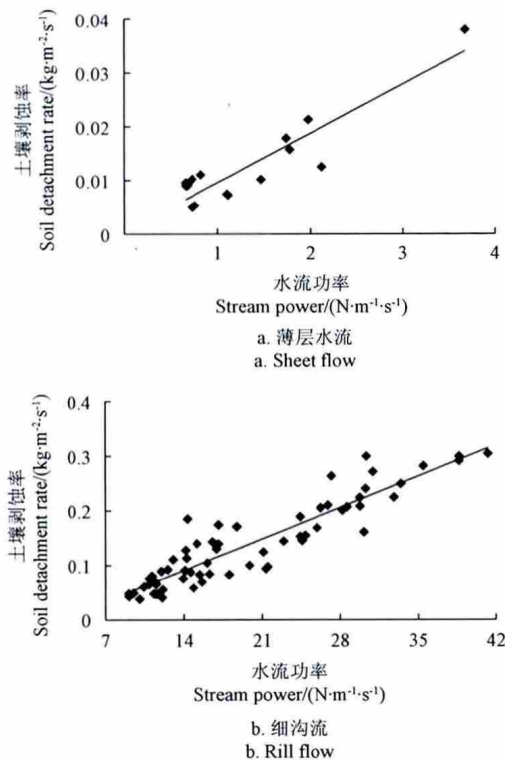 土壤剥蚀率
Soil detachment rate/(kg·m⁻²·s⁻¹)
0.04
0.03
0.02
0.01
0
1
2
3
4
水流功率
Stream power/(N·m⁻¹·s⁻¹)
a. 薄层水流
a. Sheet flow
土壤剥蚀率
Soil detachment rate/(kg·m⁻²·s⁻¹)
0.4
0.3
0.2
0.1
0
7
14
21
28
35
42
水流功率
Stream power/(N·m⁻¹·s⁻¹)
b. 细沟流
b. Rill flow